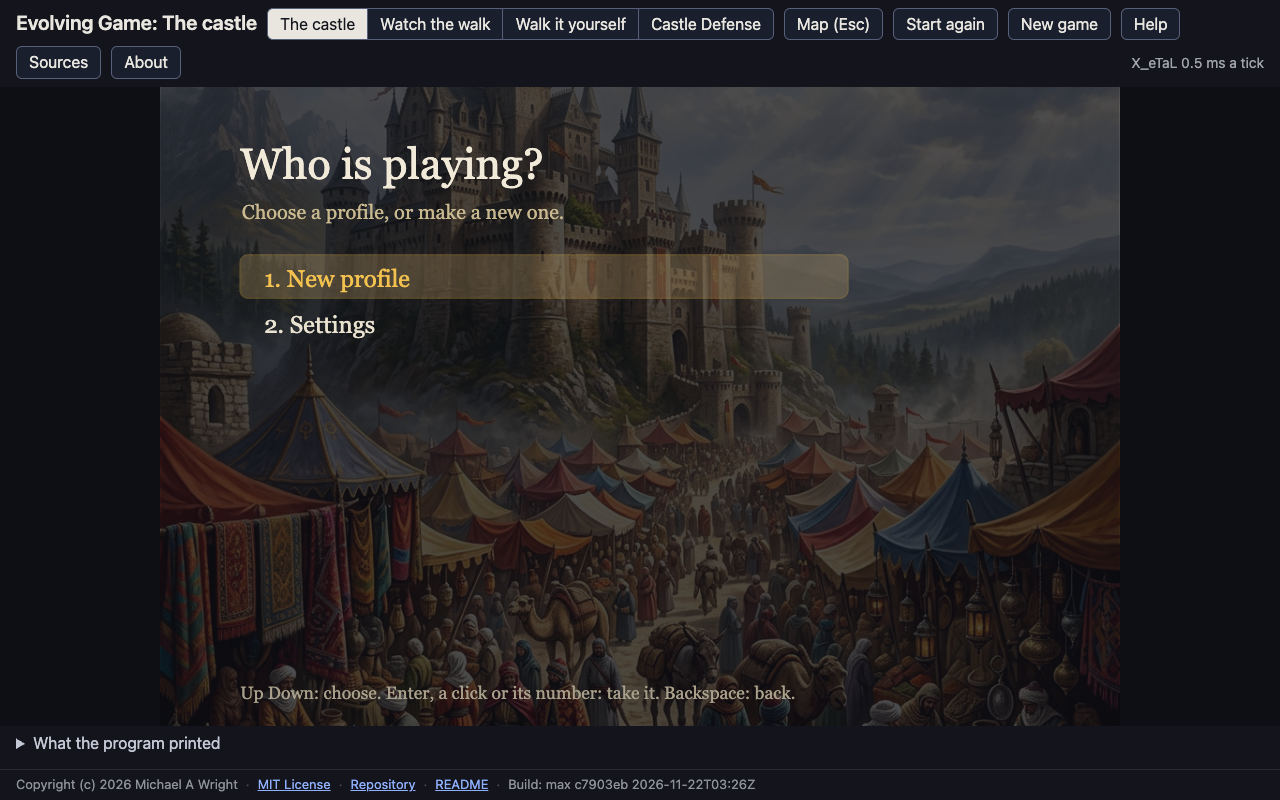 Evolving Game: The castle
The castle
Watch the walk
Walk it yourself
Castle Defense
Map (Esc)
Start again
New game
Help
Sources
About
X_eTaL 0.5 ms a tick
Who is playing?
Choose a profile, or make a new one.
1. New profile
2. Settings
Up Down: choose. Enter, a click or its number: take it. Backspace: back.
What the program printed
Copyright (c) 2026 Michael A Wright · MIT License · Repository · README · Build: max c7903eb 2026-11-22T03:26Z